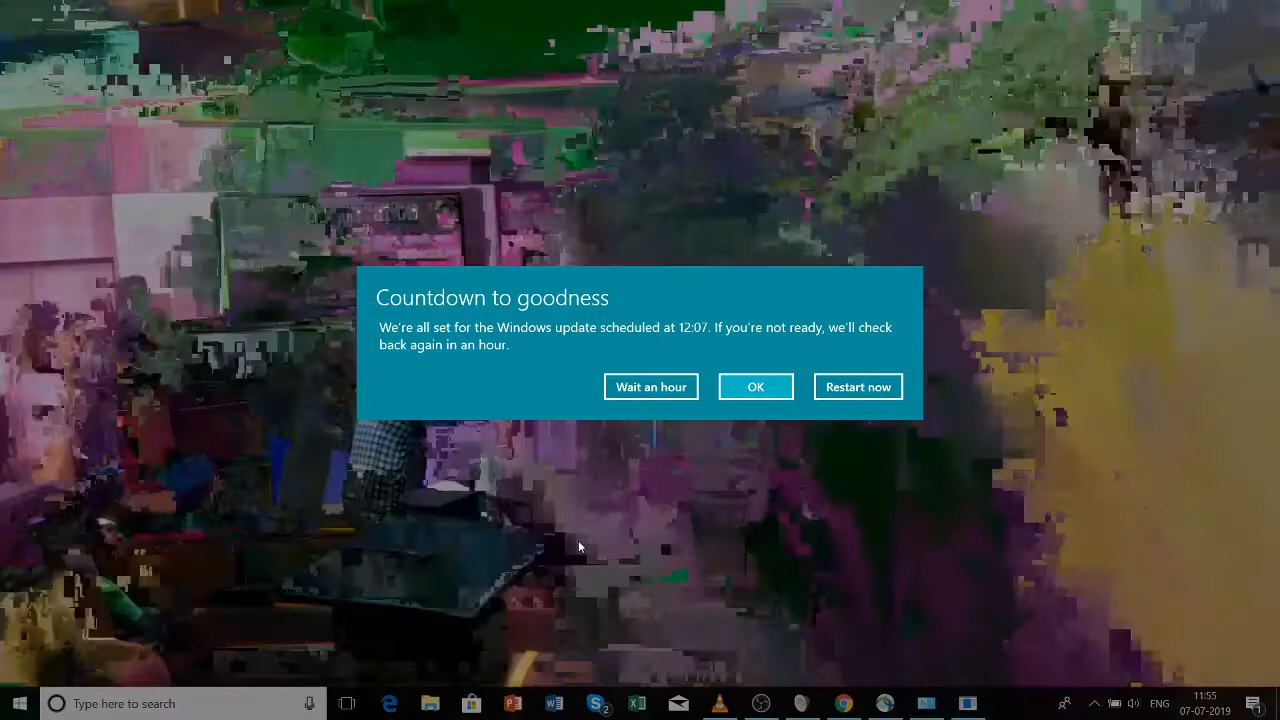 Countdown to goodness
We're all set for the Windows update scheduled at 12:07. If you're not ready, we'll check
back again in an hour.
Wait an hour
OK
Restart now
Type here to search
2
ENG
11:55
07-07-2019
1